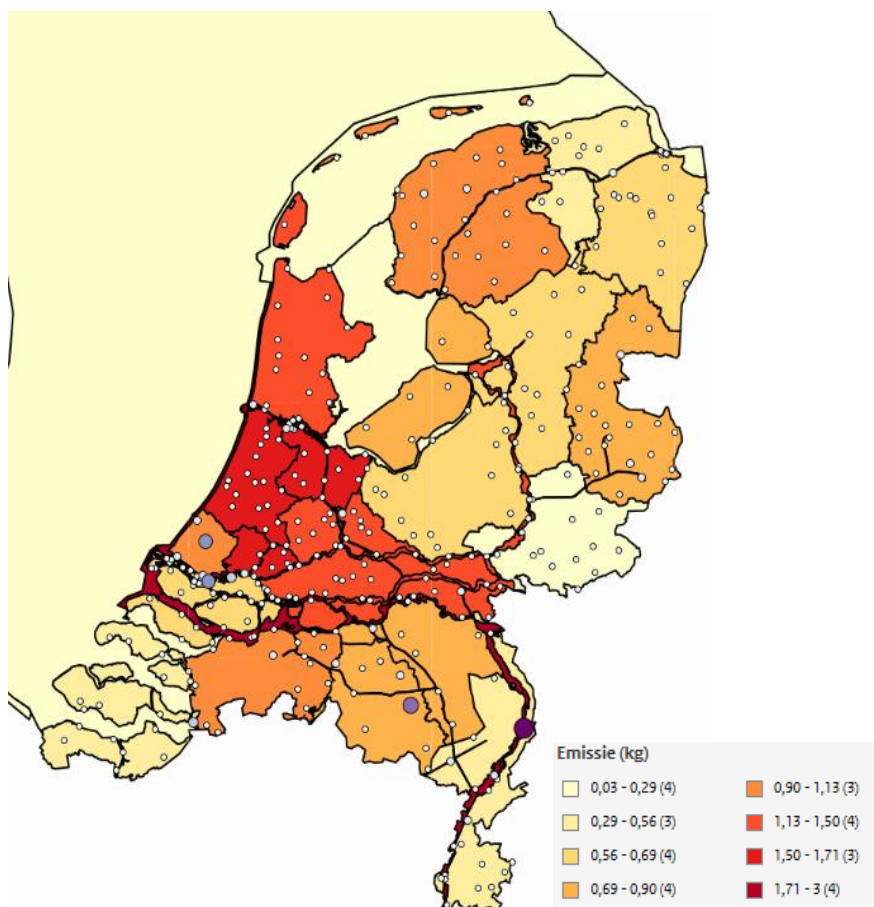 Emissie (kg)
0,03 - 0,29 (4)
0,29 - 0,56 (3)
0,56 - 0,69 (4)
0,69 - 0,90 (4)
0,90 - 1,13 (3)
1,13 - 1,50 (4)
1,50 - 1,71 (3)
1,71 - 3 (4)